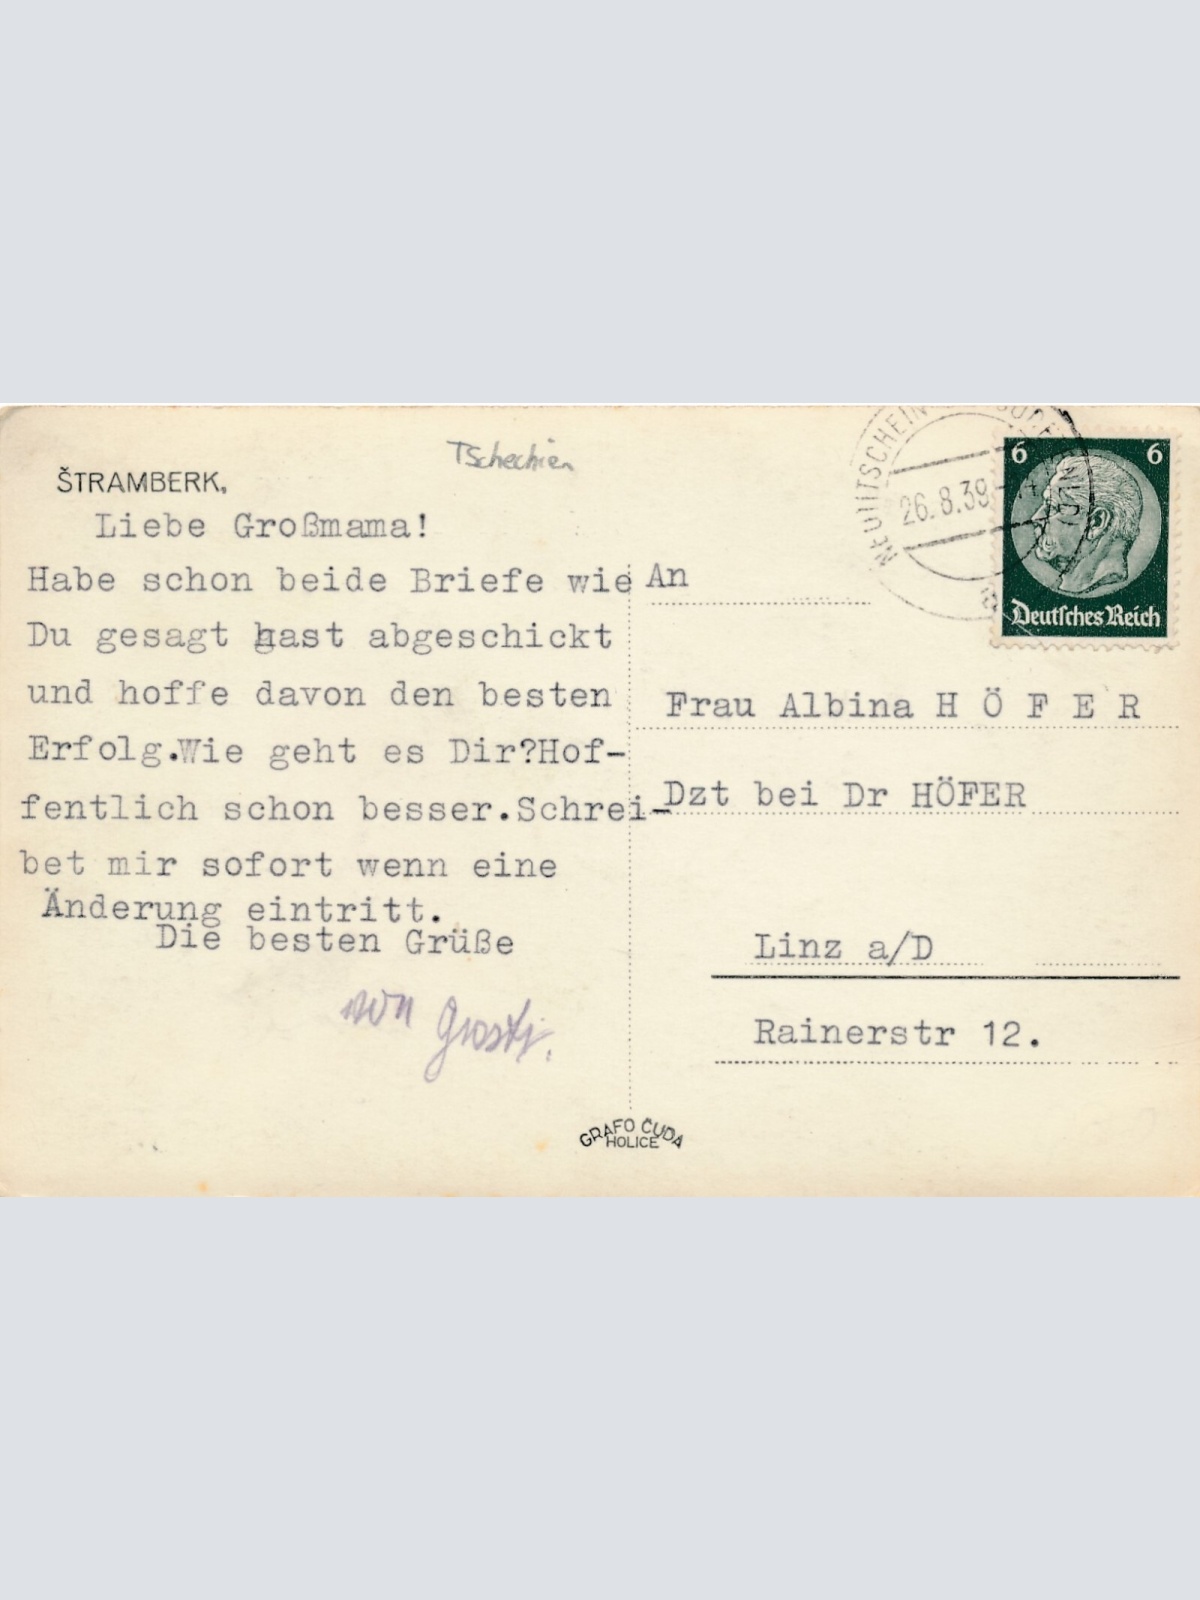 Tschechien
ŠTRAMBERK,
Liebe Großmama!
Habe schon beide Briefe wie
Du gesagt hast abgeschickt
und hoffe davon den besten
Erfolg.Wie geht es Dir?Hof-
fentlich schon besser.Schrei-
bet mir sofort wenn eine
Änderung eintritt.
Die besten Grüße
von
NEUTITSCHEIN
26.8.39
6 6
Deutsches Reich
An
Frau Albina H Ö F E R
Dzt bei Dr HÖFER
Linz a/D
Rainerstr 12.
GRAFO ČUDA
HOLICE